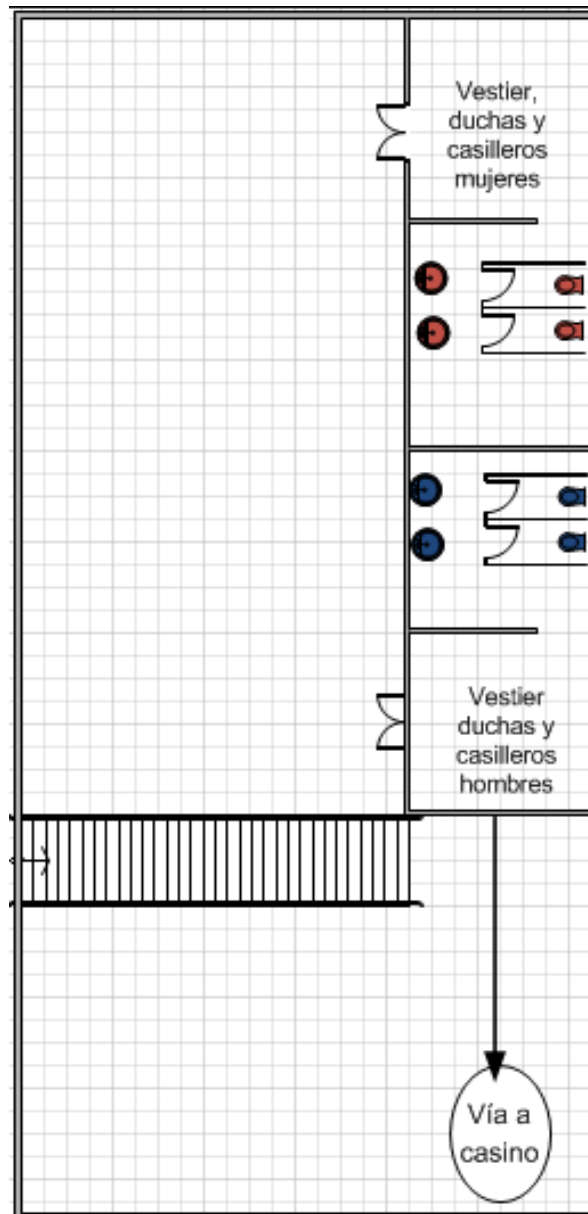 Vestier,
duchas y
casilleros
mujeres
Vestier
duchas y
casilleros
hombres
Vía a
casino